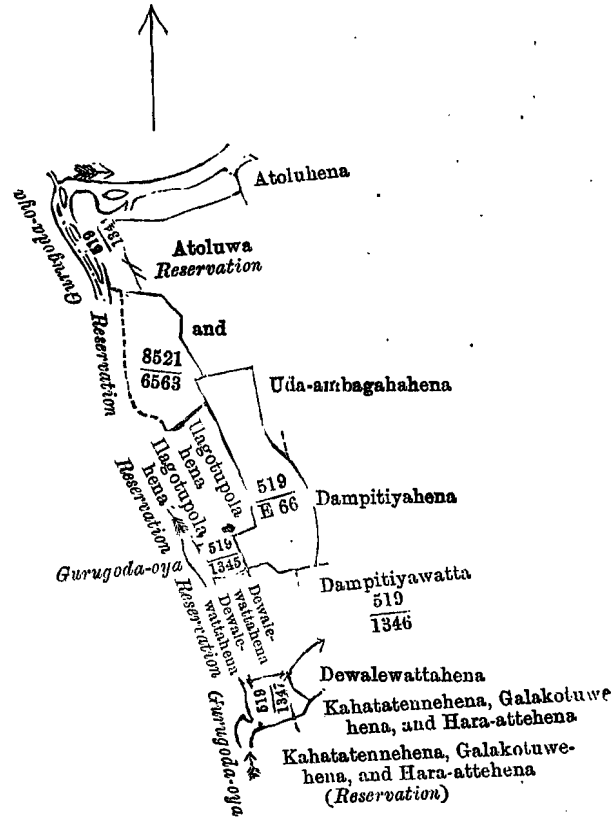 Atoluhena
Gurugoda-oya
519
134
Atoluwa
Reservation
Reservation
and
8521
6563
Uda-ambagahahena
Ilagotupola
hena
Ilagotupola
hena
Reservation
519
E 66
Dampitiyahena
519
1345
Gurugoda-oya
Reservation
Dewale-
wattahena
Dewale-
wattahena
Dampitiyawatta
519
1346
Dewalewattahena
519
1347
Gurugoda-oya
Kahatatennehena, Galakotuwe
hena, and Hara-attehena
Kahatatennehena, Galakotuwe-
hena, and Hara-attehena
(Reservation)